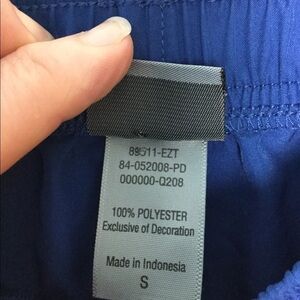 89511-EZT
84-052008-PD
000000-Q208
100% POLYESTER
Exclusive of Decoration
Made in Indonesia
S